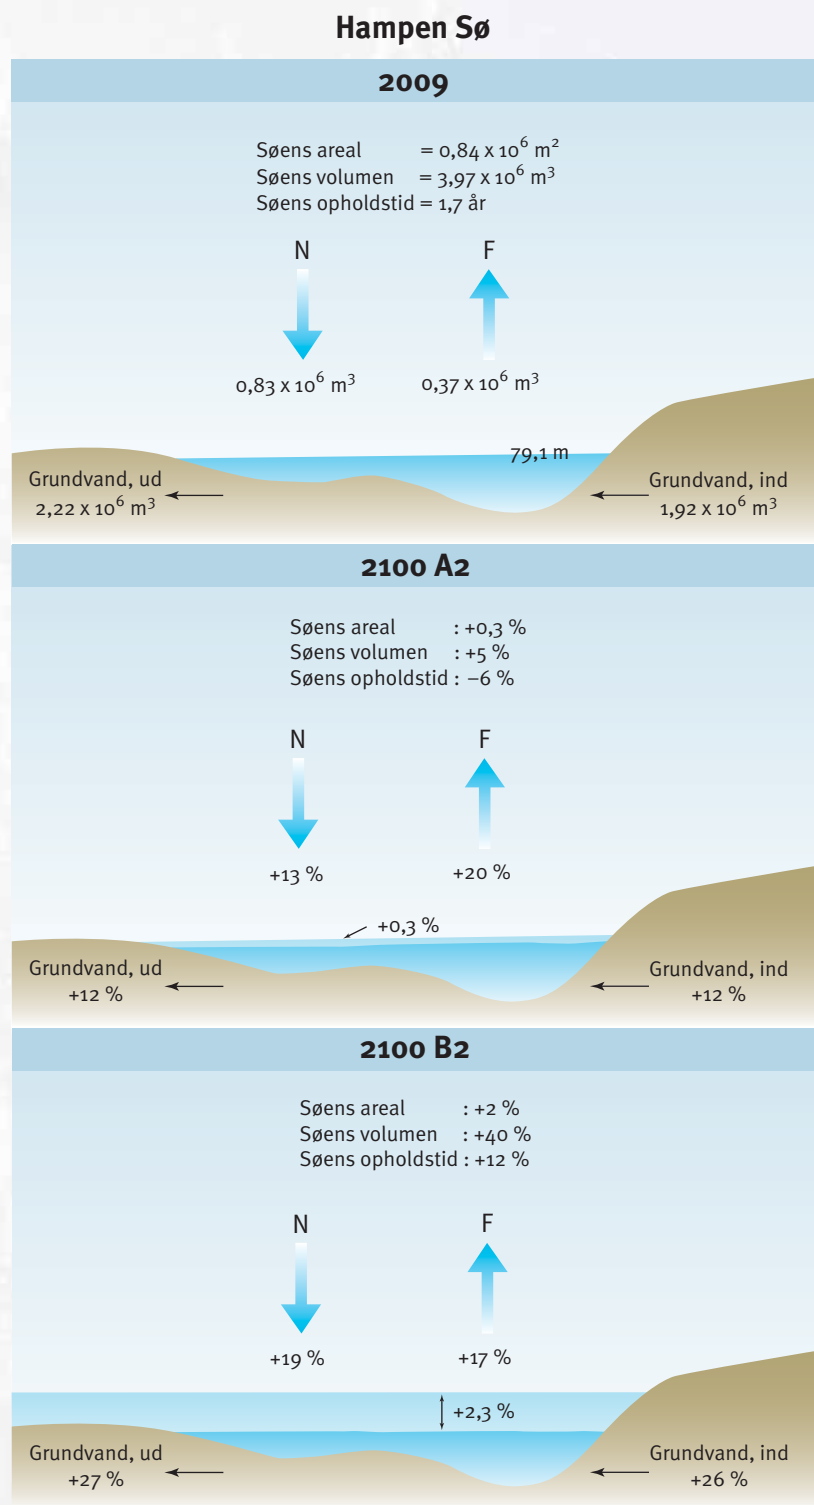 Hampen Sø
2009
Søens areal = 0,84 x 10⁶ m²
Søens volumen = 3,97 x 10⁶ m³
Søens opholdstid = 1,7 år
N F
0,83 x 10⁶ m³ 0,37 x 10⁶ m³
79,1 m
Grundvand, ud
2,22 x 10⁶ m³
Grundvand, ind
1,92 x 10⁶ m³
2100 A2
Søens areal : +0,3 %
Søens volumen : +5 %
Søens opholdstid : –6 %
N F
+13 % +20 %
+0,3 %
Grundvand, ud
+12 %
Grundvand, ind
+12 %
2100 B2
Søens areal : +2 %
Søens volumen : +40 %
Søens opholdstid : +12 %
N F
+19 % +17 %
+2,3 %
Grundvand, ud
+27 %
Grundvand, ind
+26 %